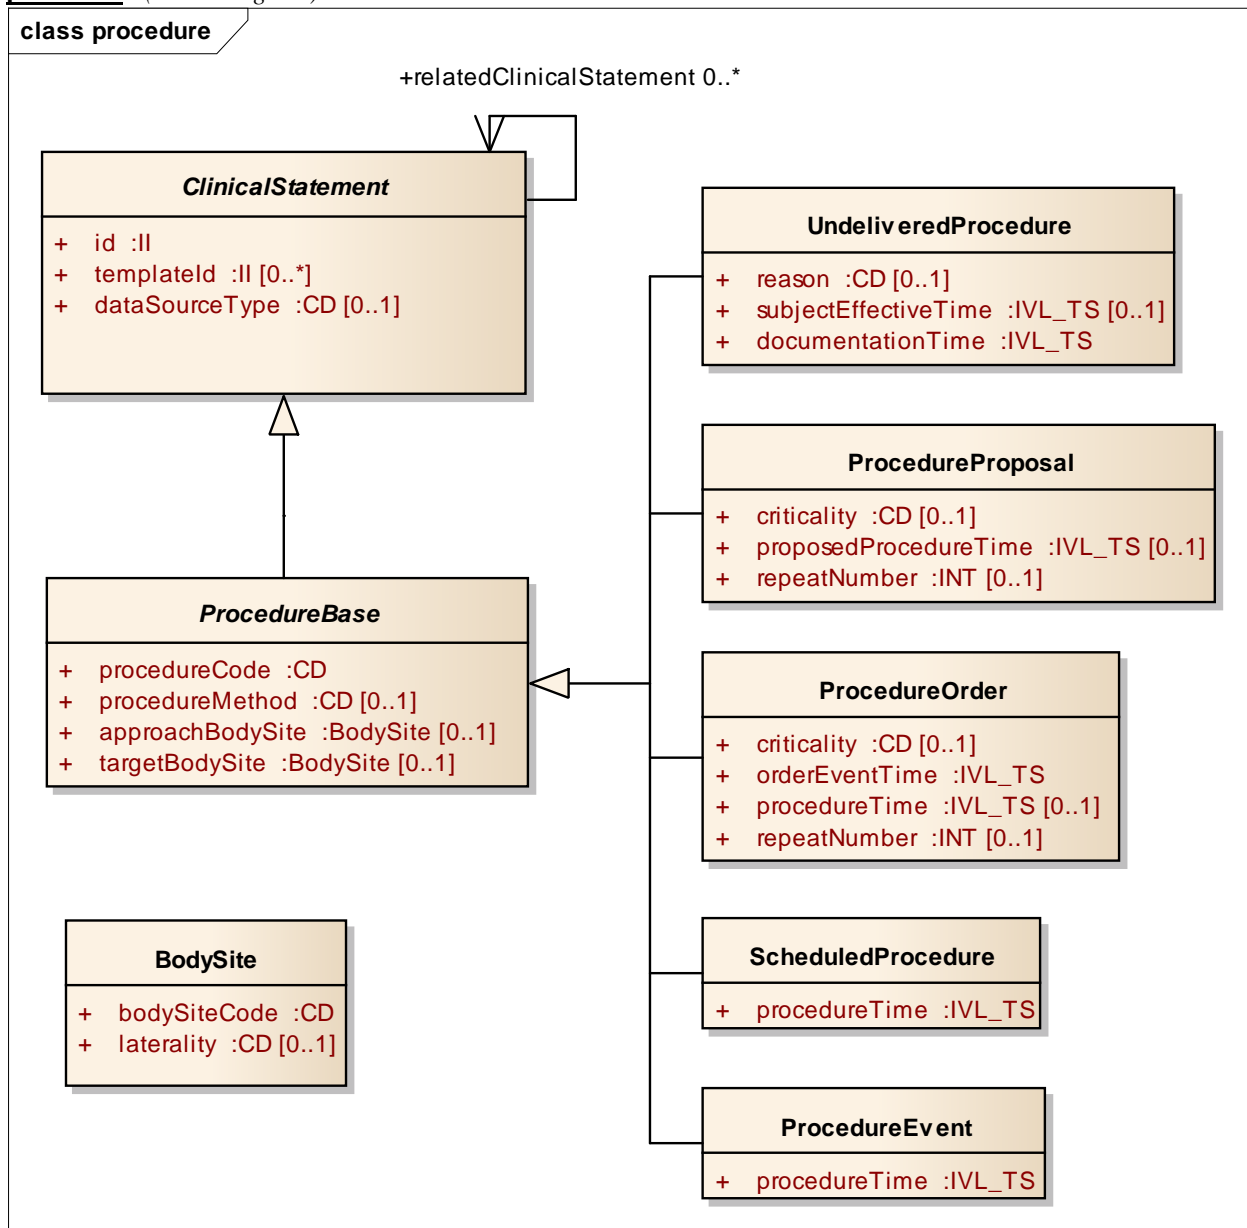 class procedure
+relatedClinicalStatement 0..*
ClinicalStatement
+ id :II
+ templateId :II [0..*]
+ dataSourceType :CD [0..1]
ProcedureBase
+ procedureCode :CD
+ procedureMethod :CD [0..1]
+ approachBodySite :BodySite [0..1]
+ targetBodySite :BodySite [0..1]
BodySite
+ bodySiteCode :CD
+ laterality :CD [0..1]
UndeliveredProcedure
+ reason :CD [0..1]
+ subjectEffectiveTime :IVL_TS [0..1]
+ documentationTime :IVL_TS
ProcedureProposal
+ criticality :CD [0..1]
+ proposedProcedureTime :IVL_TS [0..1]
+ repeatNumber :INT [0..1]
ProcedureOrder
+ criticality :CD [0..1]
+ orderEventTime :IVL_TS
+ procedureTime :IVL_TS [0..1]
+ repeatNumber :INT [0..1]
ScheduledProcedure
+ procedureTime :IVL_TS
ProcedureEvent
+ procedureTime :IVL_TS